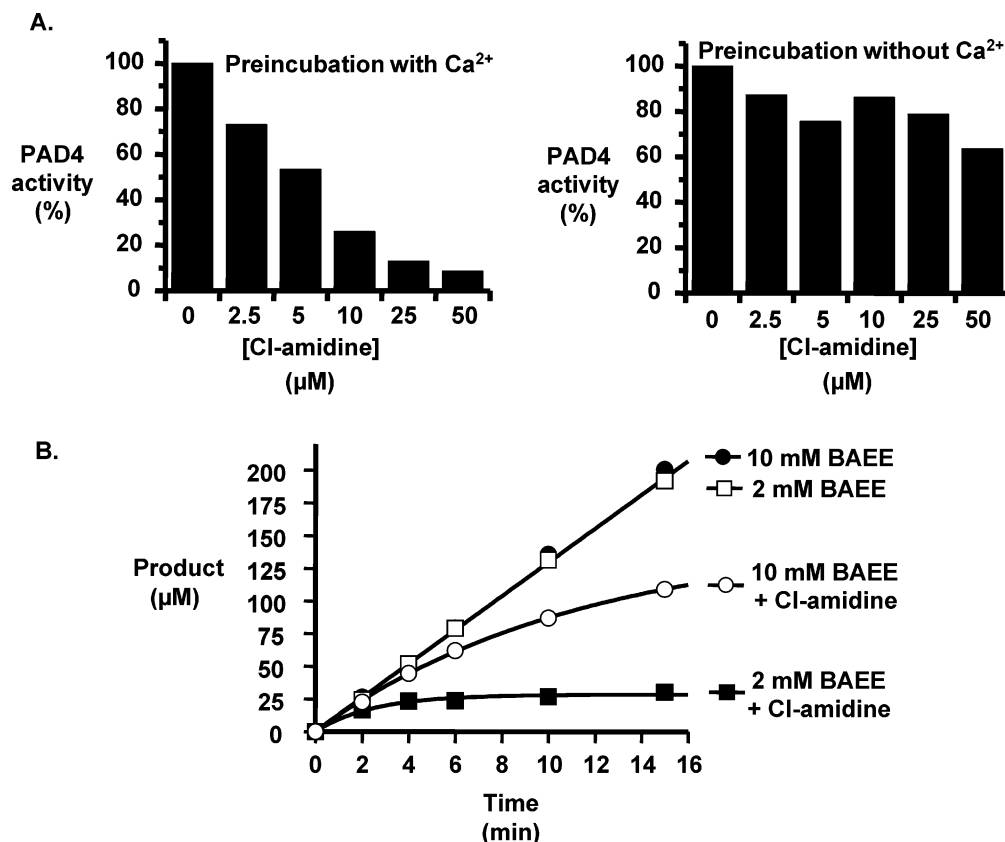 A.
Preincubation with Ca²⁺
PAD4
activity
(%)
100
80
60
40
20
0
0 2.5 5 10 25 50
[Cl-amidine]
(µM)
Preincubation without Ca²⁺
PAD4
activity
(%)
100
80
60
40
20
0
0 2.5 5 10 25 50
[Cl-amidine]
(µM)
B.
Product
(µM)
200
175
150
125
100
75
50
25
0
0 2 4 6 8 10 12 14 16
Time
(min)
10 mM BAEE
2 mM BAEE
10 mM BAEE
+ Cl-amidine
2 mM BAEE
+ Cl-amidine